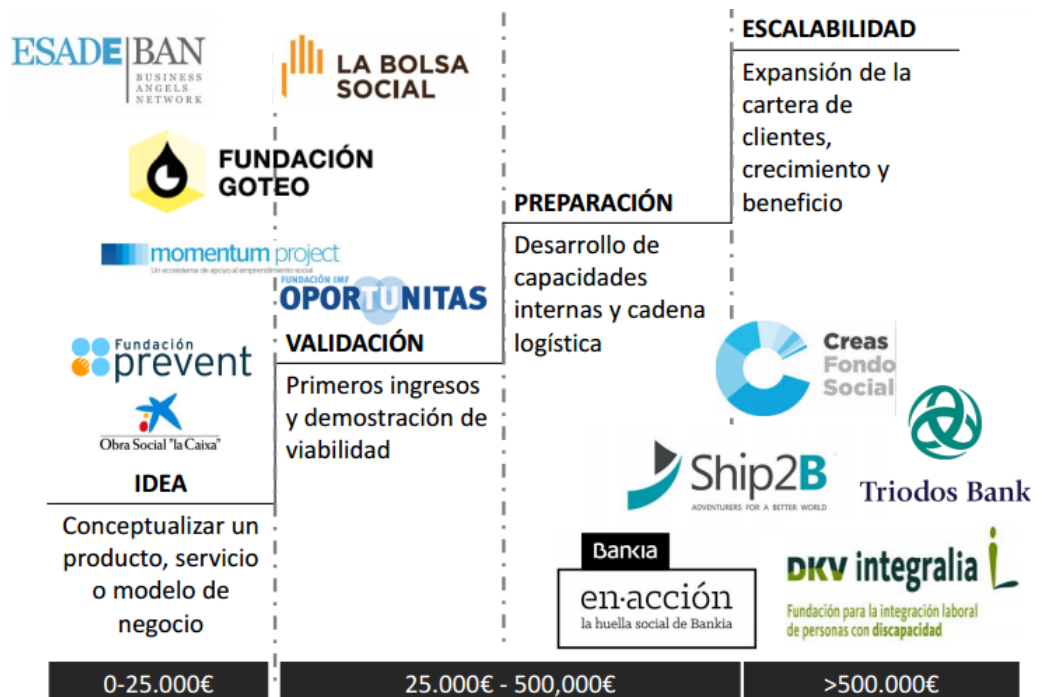 ESADE BAN
BUSINESS
ANGELS
NETWORK
LA BOLSA
SOCIAL
FUNDACIÓN
GOTEO
momentum project
Un ecosistema de apoyo al emprendimiento social
FUNDACIÓN IMF
OPORTUNITAS
Fundación
prevent
Obra Social "la Caixa"
IDEA
Conceptualizar un
producto, servicio
o modelo de
negocio
VALIDACIÓN
Primeros ingresos
y demostración de
viabilidad
PREPARACIÓN
Desarrollo de
capacidades
internas y cadena
logística
ESCALABILIDAD
Expansión de la
cartera de
clientes,
crecimiento y
beneficio
Creas
Fondo
Social
Ship2B
ADVENTURERS FOR A BETTER WORLD
Triodos Bank
Bankia
en·acción
la huella social de Bankia
DKV integralia
Fundación para la integración laboral
de personas con discapacidad
0-25.000€
25.000€ - 500,000€
>500.000€